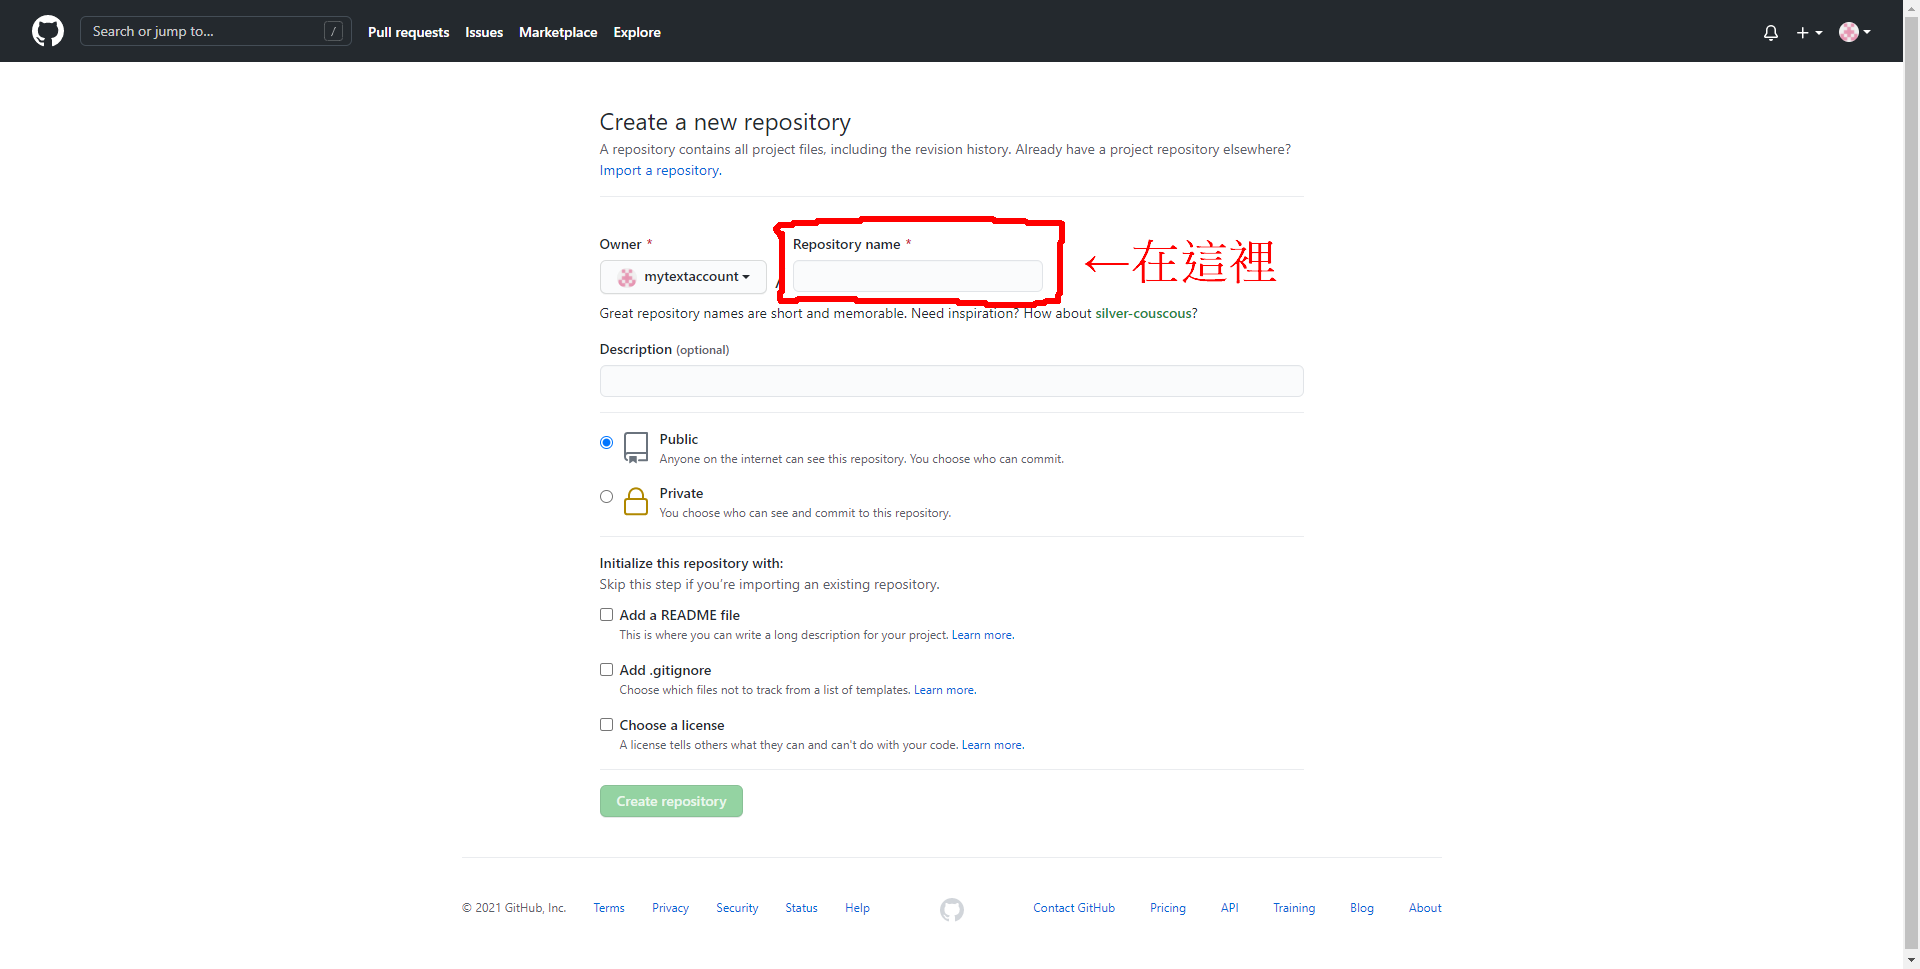 Search or jump to... /
Pull requests Issues Marketplace Explore
Create a new repository
A repository contains all project files, including the revision history. Already have a project repository elsewhere?
Import a repository.
Owner *
Repository name *
mytextaccount
/
←在這裡
Great repository names are short and memorable. Need inspiration? How about silver-couscous?
Description (optional)
Public
Anyone on the internet can see this repository. You choose who can commit.
Private
You choose who can see and commit to this repository.
Initialize this repository with:
Skip this step if you're importing an existing repository.
Add a README file
This is where you can write a long description for your project. Learn more.
Add .gitignore
Choose which files not to track from a list of templates. Learn more.
Choose a license
A license tells others what they can and can't do with your code. Learn more.
Create repository
© 2021 GitHub, Inc. Terms Privacy Security Status Help Contact GitHub Pricing API Training Blog About